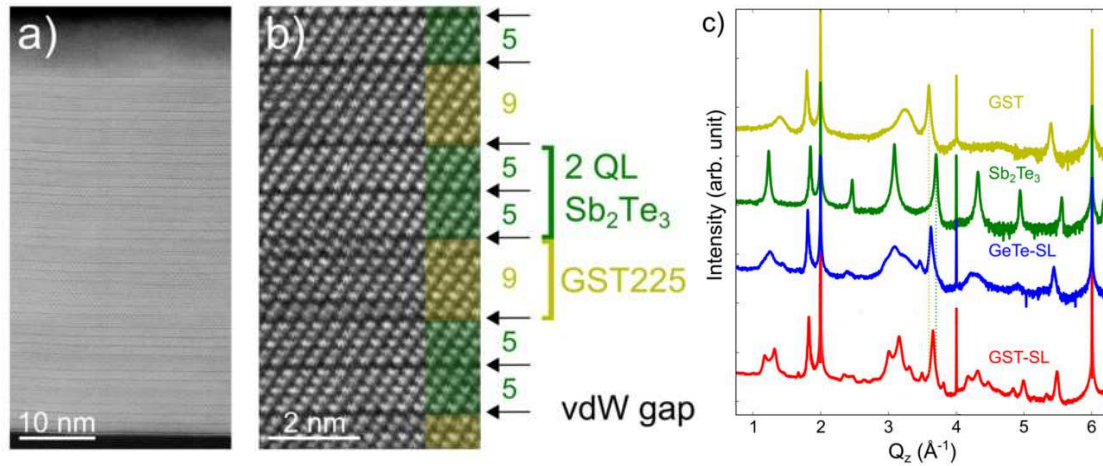 a)
10 nm
b)
2 nm
5
9
5
5
9
5
5
2 QL
Sb₂Te₃
GST225
vdW gap
c)
Intensity (arb. unit)
GST
Sb₂Te₃
GeTe-SL
GST-SL
1 2 3 4 5 6
Q_z (Å⁻¹)